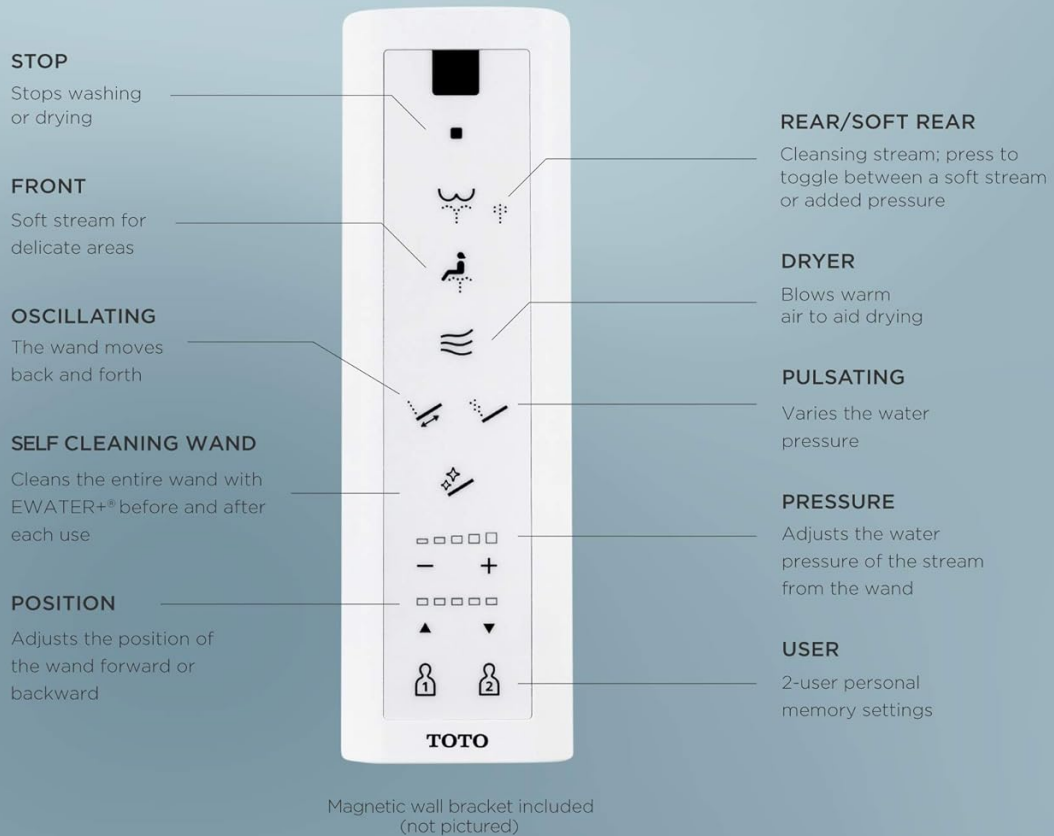 STOP
Stops washing
or drying
FRONT
Soft stream for
delicate areas
OSCILLATING
The wand moves
back and forth
SELF CLEANING WAND
Cleans the entire wand with
EWATER+® before and after
each use
POSITION
Adjusts the position of
the wand forward or
backward
− +
▲ ▼
1 2
TOTO
REAR/SOFT REAR
Cleansing stream; press to
toggle between a soft stream
or added pressure
DRYER
Blows warm
air to aid drying
PULSATING
Varies the water
pressure
PRESSURE
Adjusts the water
pressure of the stream
from the wand
USER
2-user personal
memory settings
Magnetic wall bracket included
(not pictured)